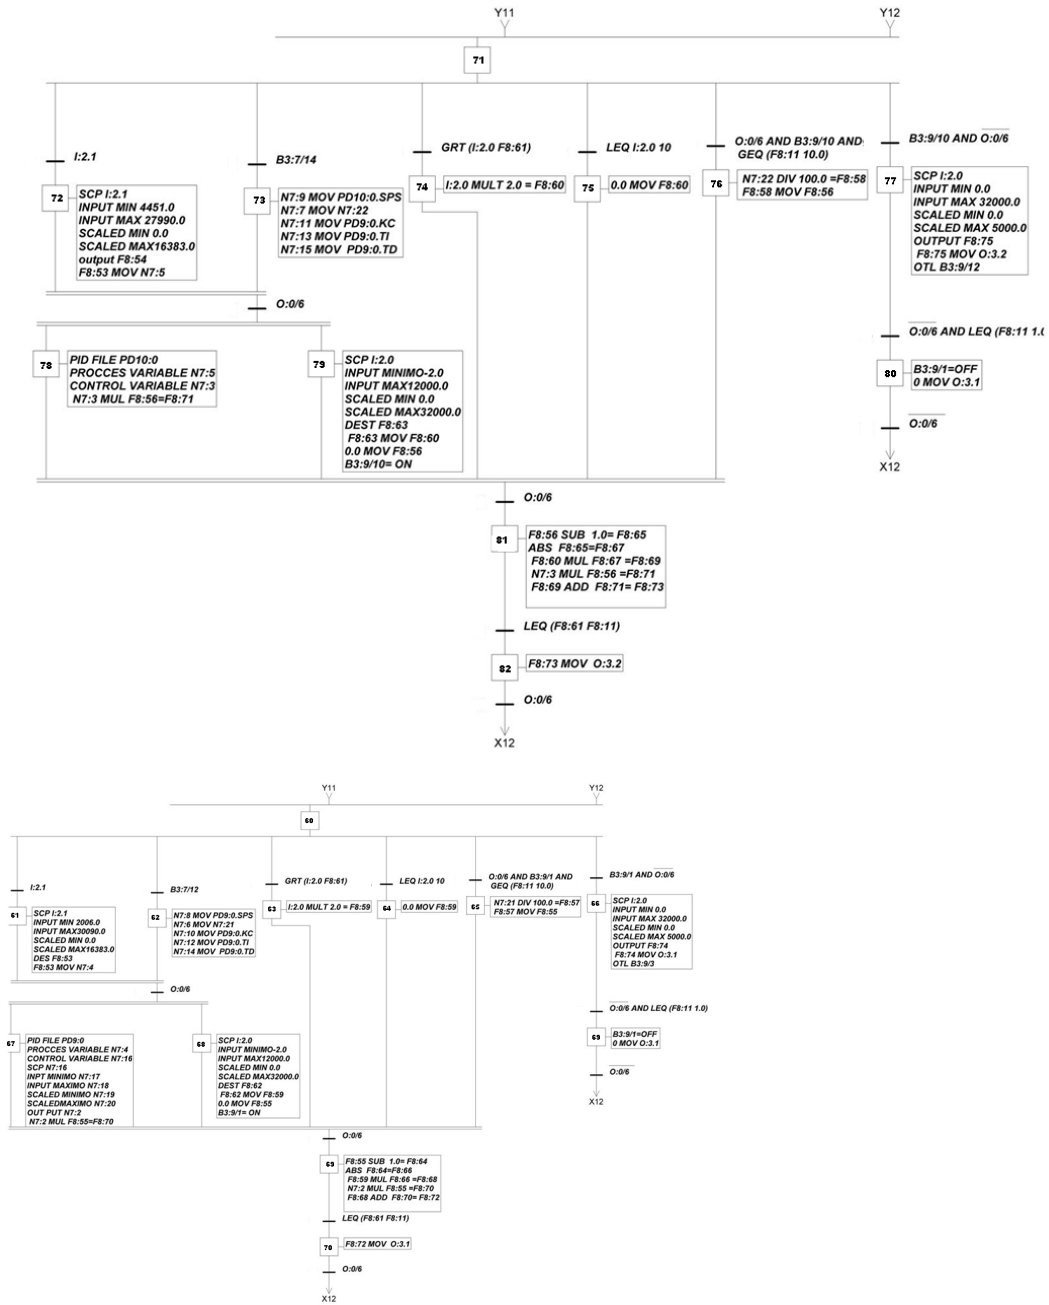 Y11
Y12
71
I:2.1
B3:7/14
GRT (I:2.0 F8:61)
LEQ I:2.0 10
O:0/6 AND B3:9/10 AND
GEQ (F8:11 10.0)
B3:9/10 AND O:0/6
72
SCP I:2.1
INPUT MIN 4451.0
INPUT MAX 27990.0
SCALED MIN 0.0
SCALED MAX16383.0
output F8:54
F8:53 MOV N7:5
73
N7:9 MOV PD10:0.SPS
N7:7 MOV N7:22
N7:11 MOV PD9:0.KC
N7:13 MOV PD9:0.TI
N7:15 MOV PD9:0.TD
74
I:2.0 MULT 2.0 = F8:60
75
0.0 MOV F8:60
76
N7:22 DIV 100.0 =F8:58
F8:58 MOV F8:56
77
SCP I:2.0
INPUT MIN 0.0
INPUT MAX 32000.0
SCALED MIN 0.0
SCALED MAX 5000.0
OUTPUT F8:75
F8:75 MOV O:3.2
OTL B3:9/12
O:0/6
O:0/6 AND LEQ (F8:11 1.(
78
PID FILE PD10:0
PROCCES VARIABLE N7:5
CONTROL VARIABLE N7:3
N7:3 MUL F8:56=F8:71
79
SCP I:2.0
INPUT MINIMO-2.0
INPUT MAX12000.0
SCALED MIN 0.0
SCALED MAX32000.0
DEST F8:63
F8:63 MOV F8:60
0.0 MOV F8:56
B3:9/10= ON
80
B3:9/1=OFF
0 MOV O:3.1
O:0/6
X12
O:0/6
81
F8:56 SUB 1.0= F8:65
ABS F8:65=F8:67
F8:60 MUL F8:67 =F8:69
N7:3 MUL F8:56 =F8:71
F8:69 ADD F8:71= F8:73
LEQ (F8:61 F8:11)
82
F8:73 MOV O:3.2
O:0/6
X12
Y11
Y12
60
I:2.1
B3:7/12
GRT (I:2.0 F8:61)
LEQ I:2.0 10
O:0/6 AND B3:9/1 AND
GEQ (F8:11 10.0)
B3:9/1 AND O:0/6
61
SCP I:2.1
INPUT MIN 2006.0
INPUT MAX30090.0
SCALED MIN 0.0
SCALED MAX16383.0
DES F8:53
F8:53 MOV N7:4
62
N7:8 MOV PD9:0.SPS
N7:6 MOV N7:21
N7:10 MOV PD9:0.KC
N7:12 MOV PD9:0.TI
N7:14 MOV PD9:0.TD
63
I:2.0 MULT 2.0 = F8:59
64
0.0 MOV F8:59
65
N7:21 DIV 100.0 =F8:57
F8:57 MOV F8:55
66
SCP I:2.0
INPUT MIN 0.0
INPUT MAX 32000.0
SCALED MIN 0.0
SCALED MAX 5000.0
OUTPUT F8:74
F8:74 MOV O:3.1
OTL B3:9/3
O:0/6
O:0/6 AND LEQ (F8:11 1.0)
67
PID FILE PD9:0
PROCCES VARIABLE N7:4
CONTROL VARIABLE N7:16
SCP N7:16
INPT MINIMO N7:17
INPUT MAXIMO N7:18
SCALED MINIMO N7:19
SCALEDMAXIMO N7:20
OUT PUT N7:2
N7:2 MUL F8:55=F8:70
68
SCP I:2.0
INPUT MINIMO-2.0
INPUT MAX12000.0
SCALED MIN 0.0
SCALED MAX32000.0
DEST F8:62
F8:62 MOV F8:59
0.0 MOV F8:55
B3:9/1= ON
69
B3:9/1=OFF
0 MOV O:3.1
O:0/6
X12
O:0/6
69
F8:55 SUB 1.0= F8:64
ABS F8:64=F8:66
F8:59 MUL F8:66 =F8:68
N7:2 MUL F8:55 =F8:70
F8:68 ADD F8:70= F8:72
LEQ (F8:61 F8:11)
70
F8:72 MOV O:3.1
O:0/6
X12